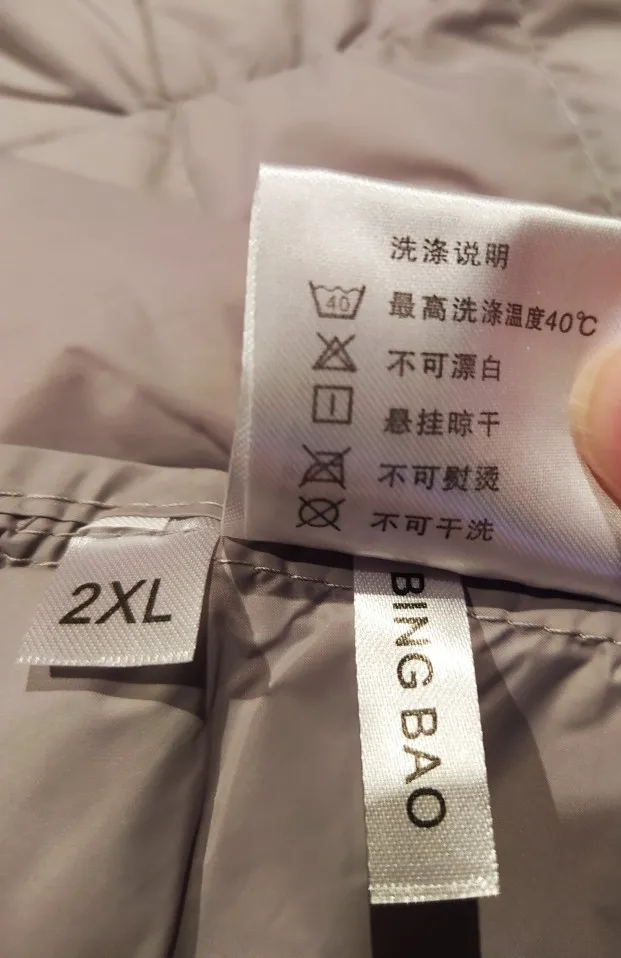 洗涤说明
40 最高洗涤温度40℃
不可漂白
悬挂晾干
不可熨烫
不可干洗
2XL
BING BAO